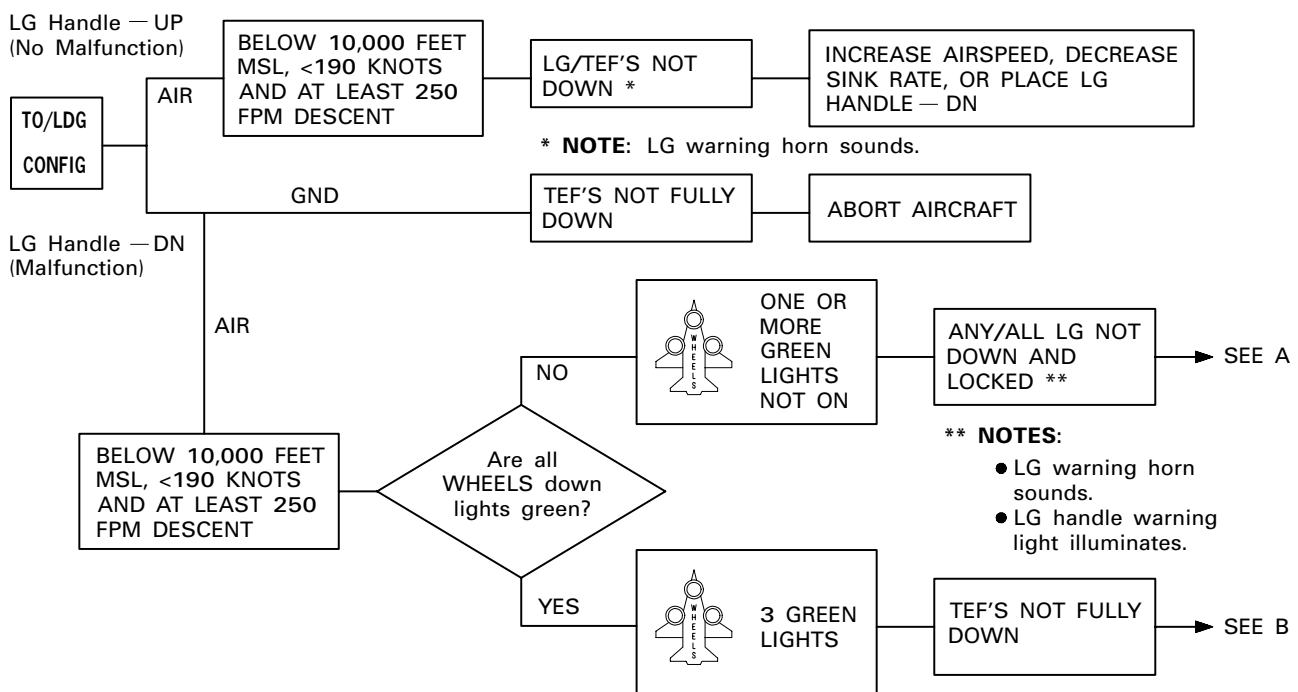 LG Handle — UP
(No Malfunction)
TO/LDG
CONFIG
AIR
BELOW 10,000 FEET
MSL, <190 KNOTS
AND AT LEAST 250
FPM DESCENT
LG/TEF'S NOT
DOWN *
INCREASE AIRSPEED, DECREASE
SINK RATE, OR PLACE LG
HANDLE — DN
* NOTE: LG warning horn sounds.
GND
TEF'S NOT FULLY
DOWN
ABORT AIRCRAFT
LG Handle — DN
(Malfunction)
AIR
BELOW 10,000 FEET
MSL, <190 KNOTS
AND AT LEAST 250
FPM DESCENT
Are all
WHEELS down
lights green?
NO
WHEELS
ONE OR
MORE
GREEN
LIGHTS
NOT ON
ANY/ALL LG NOT
DOWN AND
LOCKED **
SEE A
** NOTES:
● LG warning horn
sounds.
● LG handle warning
light illuminates.
YES
WHEELS
3 GREEN
LIGHTS
TEF'S NOT FULLY
DOWN
SEE B